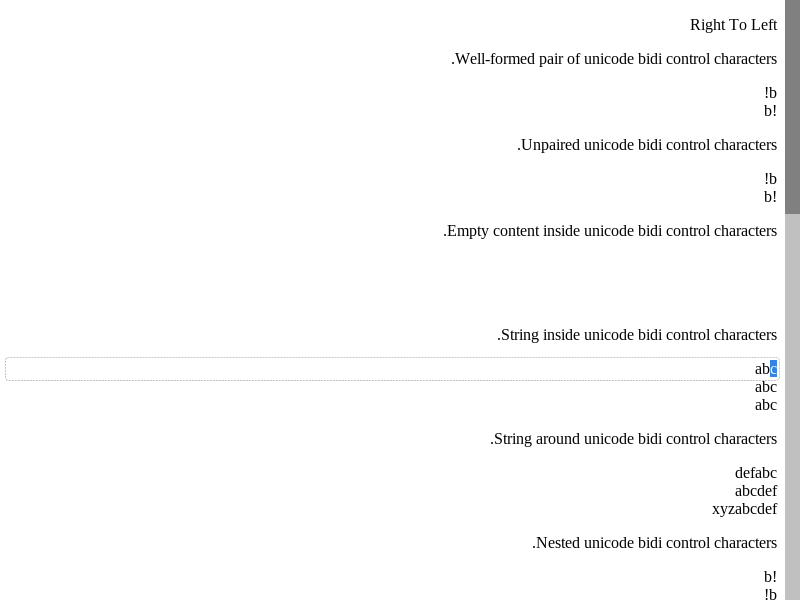 Right To Left
.Well-formed pair of unicode bidi control characters
!b
b!
.Unpaired unicode bidi control characters
!b
b!
.Empty content inside unicode bidi control characters
.String inside unicode bidi control characters
abc
abc
abc
.String around unicode bidi control characters
defabc
abcdef
xyzabcdef
.Nested unicode bidi control characters
b!
!b